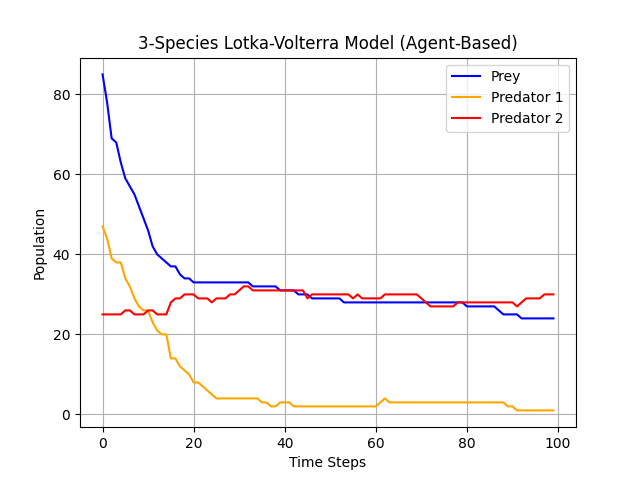 3-Species Lotka-Volterra Model (Agent-Based)
Prey
Predator 1
Predator 2
Population
80
60
40
20
0
0 20 40 60 80 100
Time Steps